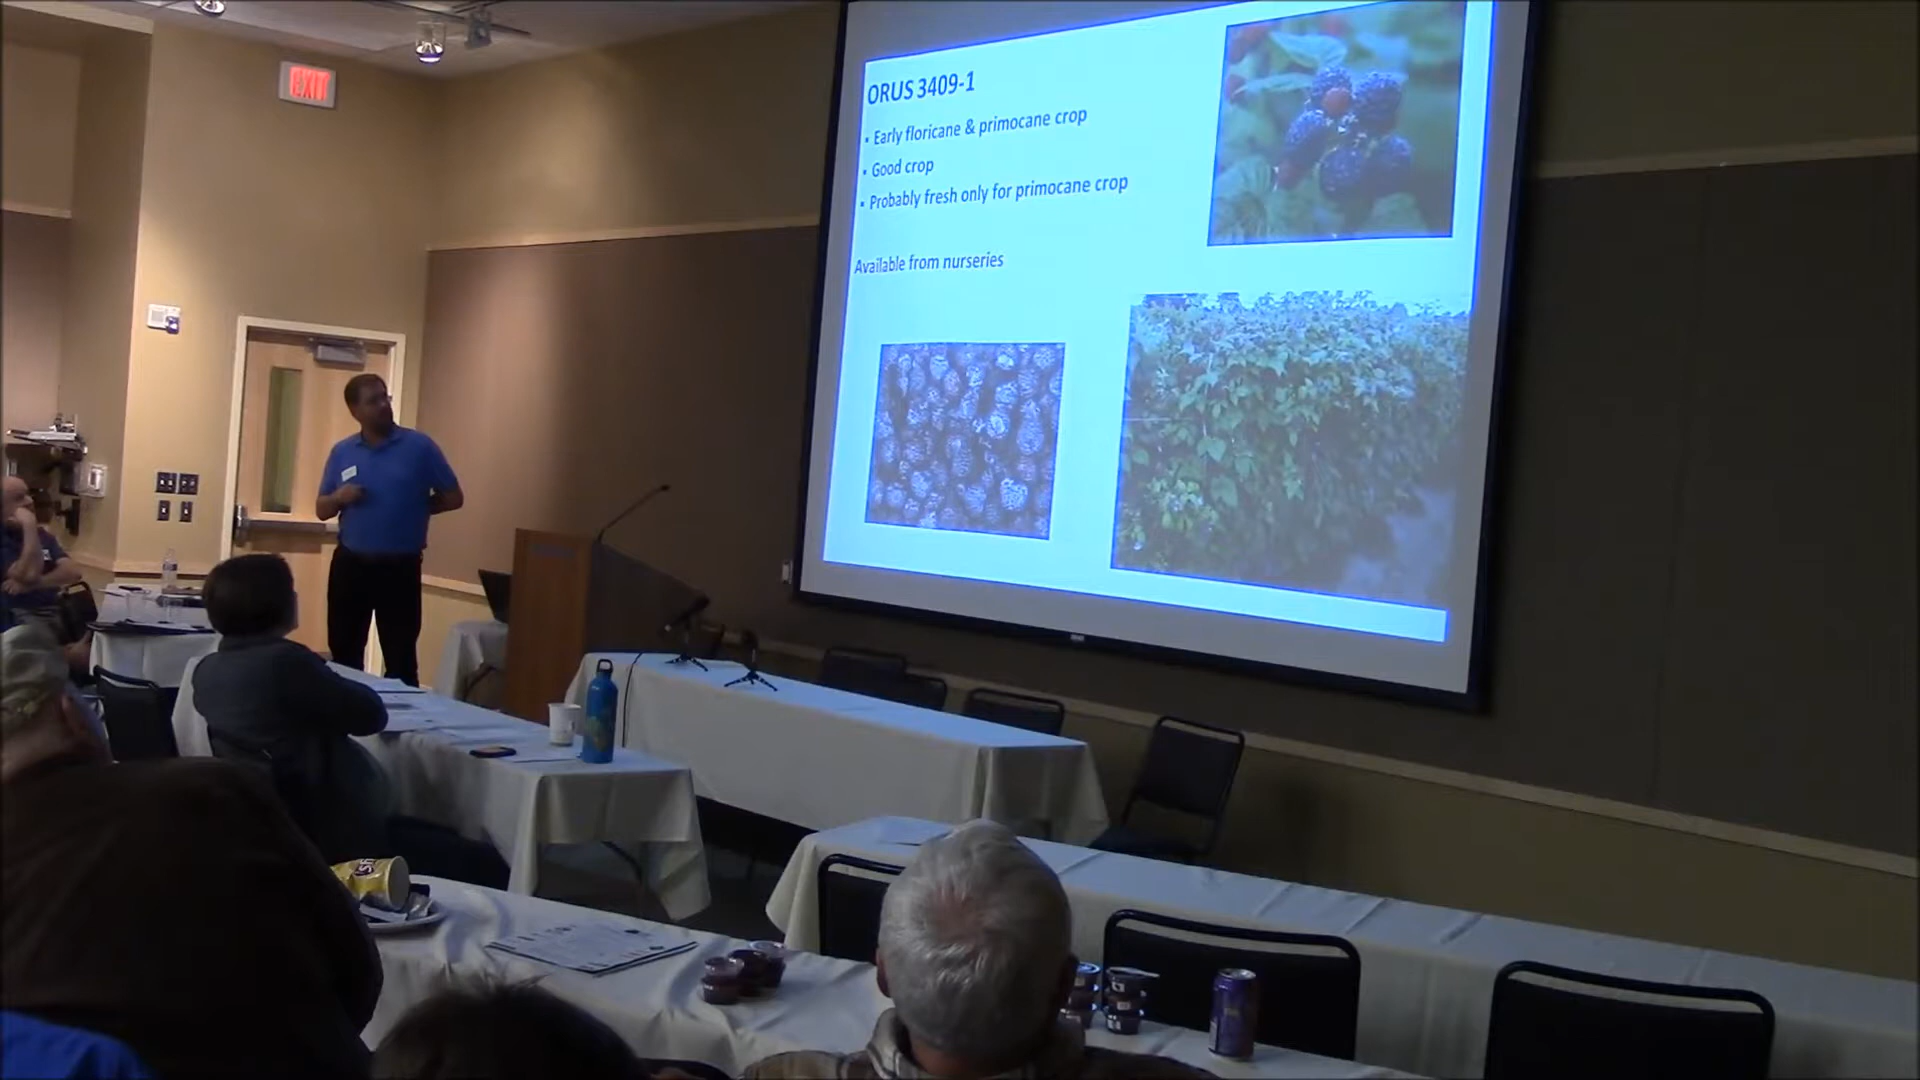 EXIT
ORUS 3409-1
▪ Early floricane & primocane crop
▪ Good crop
▪ Probably fresh only for primocane crop
Available from nurseries